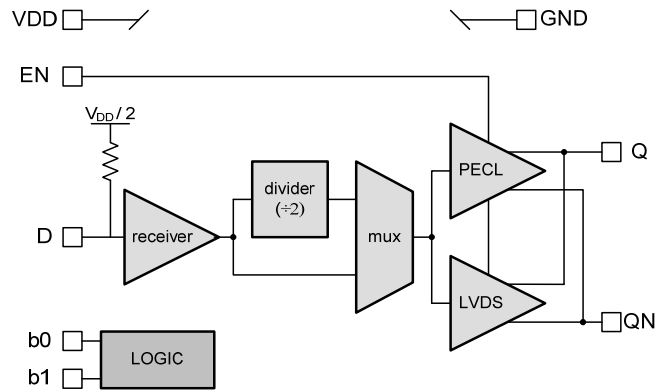 VDD
GND
EN
VDD / 2
divider
(÷2)
PECL
Q
D
receiver
mux
LVDS
QN
b0
LOGIC
b1